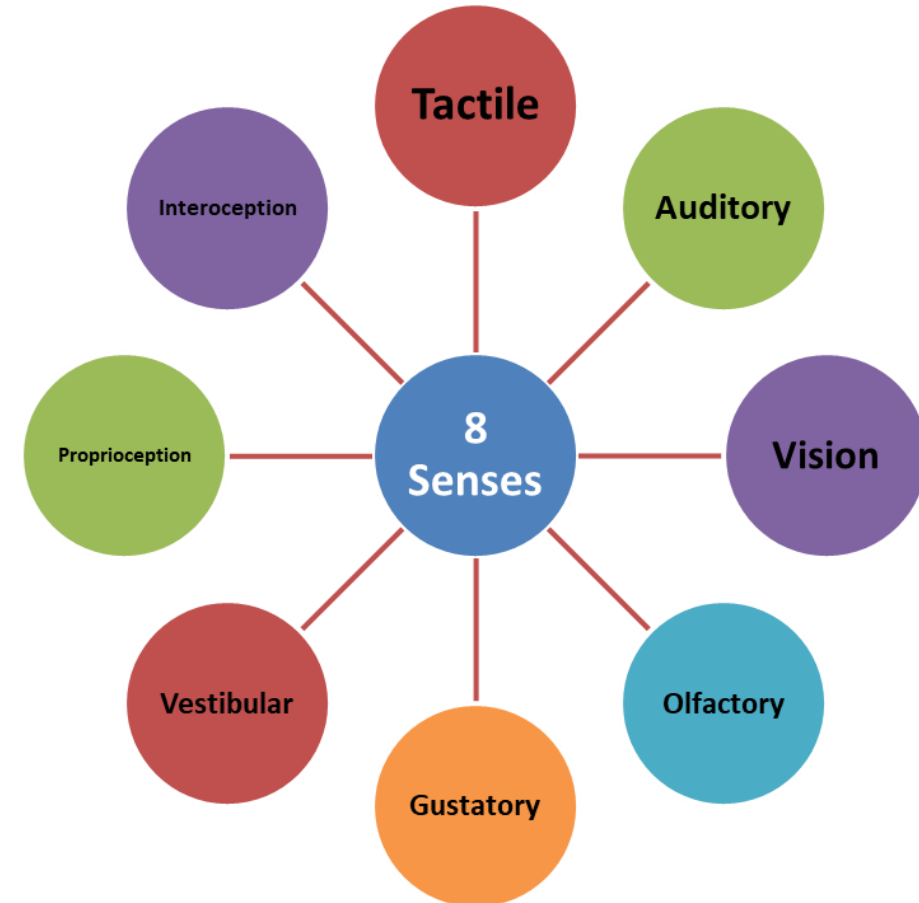 Tactile
Auditory
Vision
Olfactory
Gustatory
Vestibular
Proprioception
Interoception
8
Senses